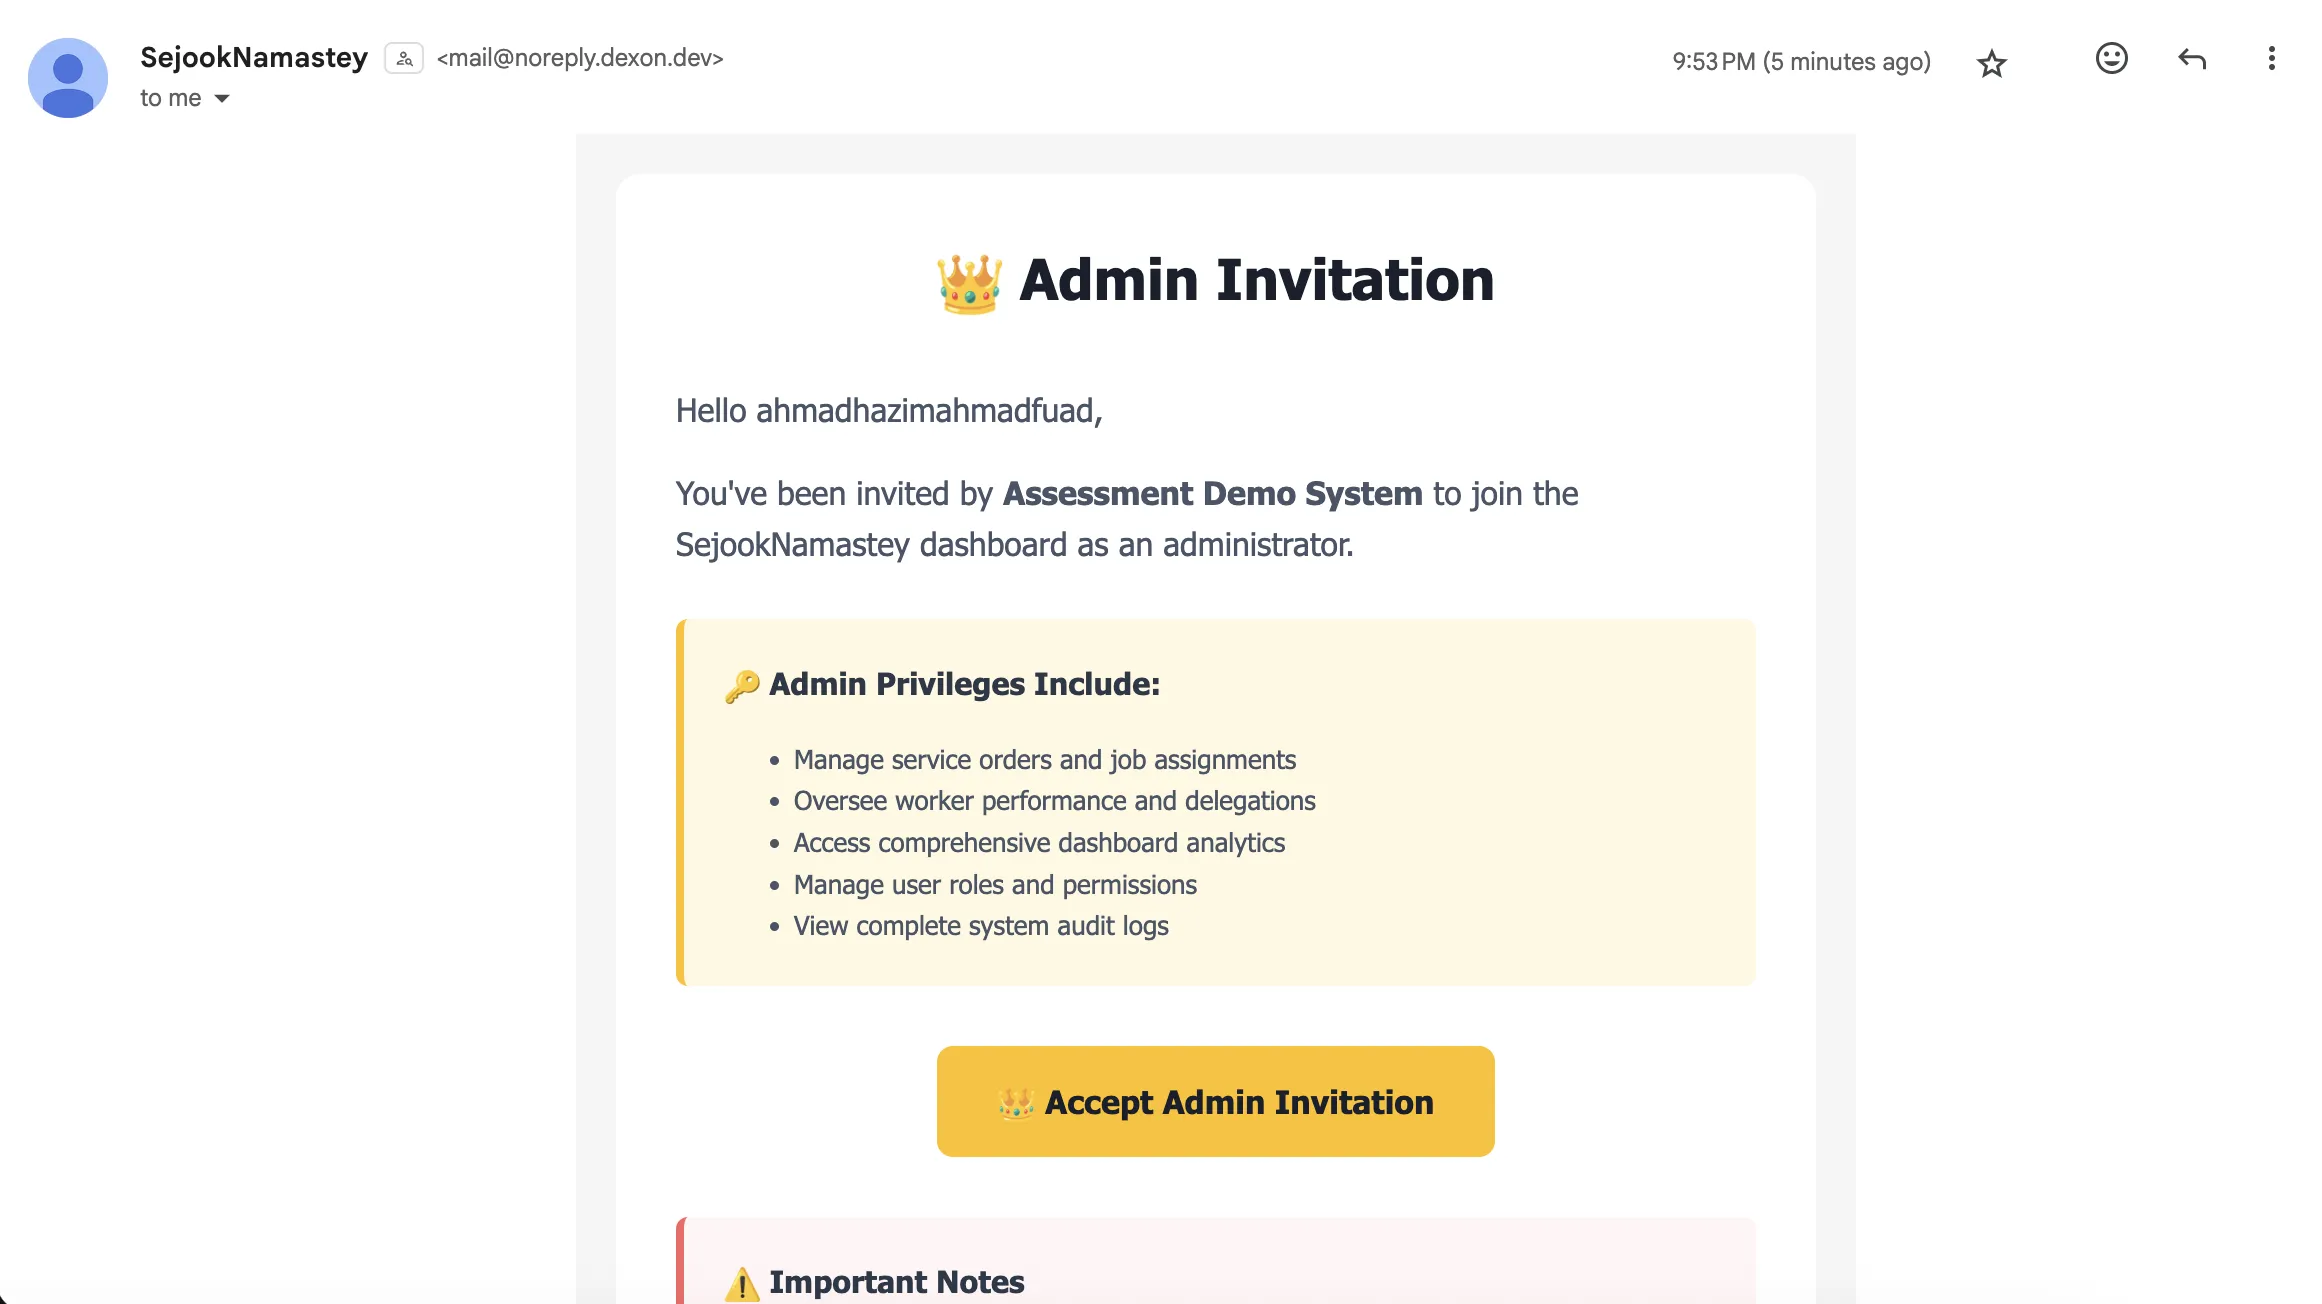 SejookNamastey <mail@noreply.dexon.dev>
9:53 PM (5 minutes ago)
to me
👑 Admin Invitation
Hello ahmadhazimahmadfuad,
You've been invited by Assessment Demo System to join the
SejookNamastey dashboard as an administrator.
🔑 Admin Privileges Include:
• Manage service orders and job assignments
• Oversee worker performance and delegations
• Access comprehensive dashboard analytics
• Manage user roles and permissions
• View complete system audit logs
👑 Accept Admin Invitation
⚠️ Important Notes